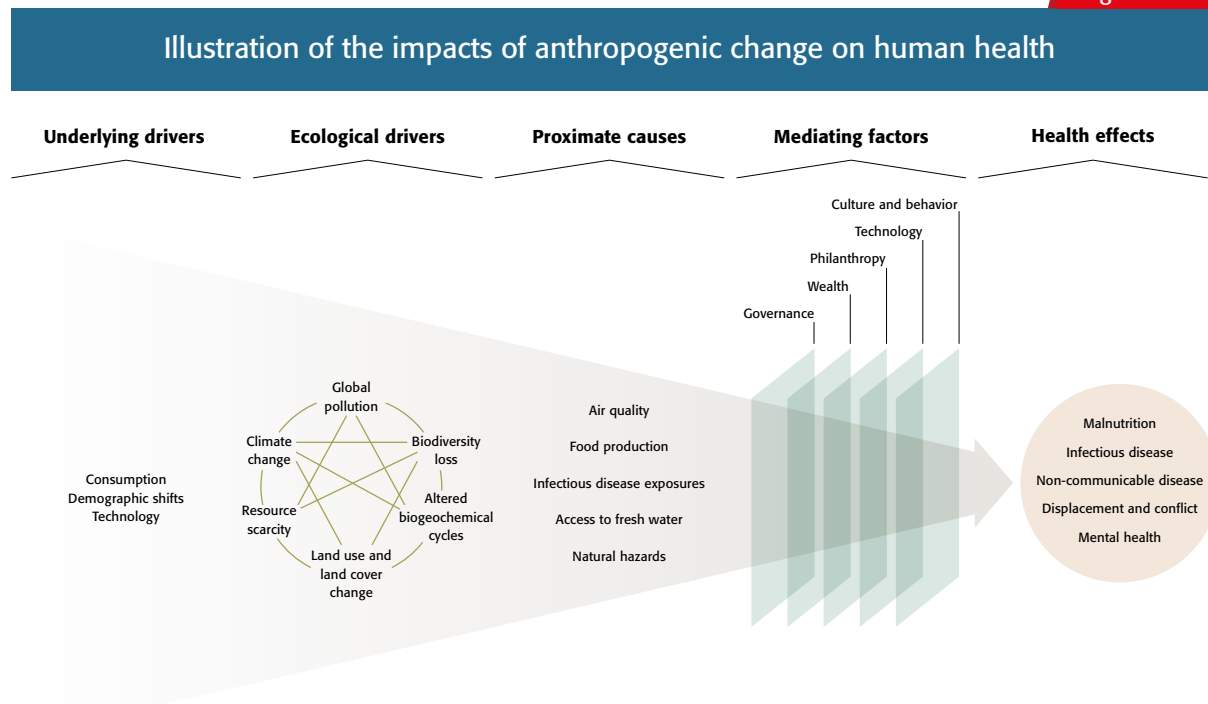 Illustration of the impacts of anthropogenic change on human health
Underlying drivers
Ecological drivers
Proximate causes
Mediating factors
Health effects
Culture and behavior
Technology
Philanthropy
Wealth
Governance
Consumption
Demographic shifts
Technology
Global
pollution
Climate
change
Biodiversity
loss
Resource
scarcity
Altered
biogeochemical
cycles
Land use and
land cover
change
Air quality
Food production
Infectious disease exposures
Access to fresh water
Natural hazards
Malnutrition
Infectious disease
Non-communicable disease
Displacement and conflict
Mental health